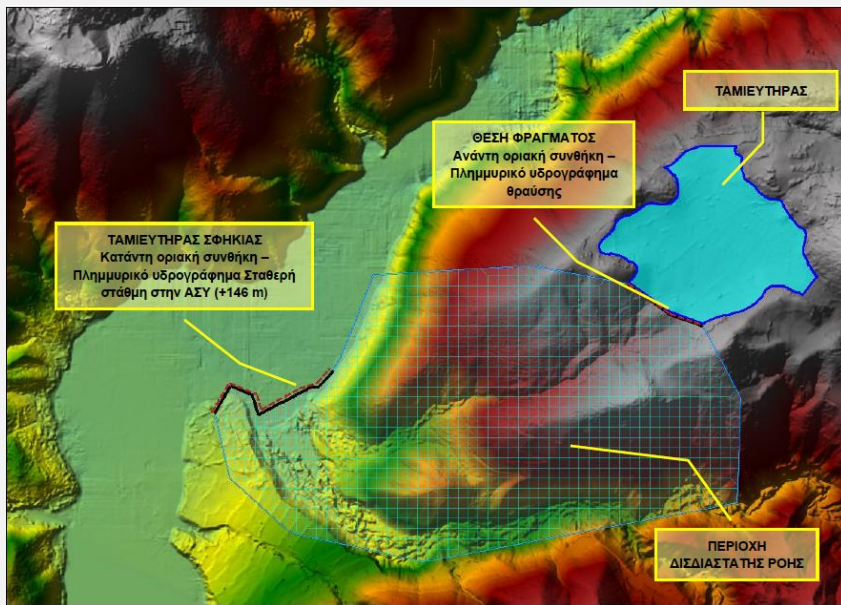 ΤΑΜΙΕΥΤΗΡΑΣ
ΘΕΣΗ ΦΡΑΓΜΑΤΟΣ
Ανάντη οριακή συνθήκη –
Πλημμυρικό υδρογράφημα
θραύσης
ΤΑΜΙΕΥΤΗΡΑΣ ΣΦΗΚΙΑΣ
Κατάντη οριακή συνθήκη –
Πλημμυρικό υδρογράφημα Σταθερή
στάθμη στην ΑΣΥ (+146 m)
ΠΕΡΙΟΧΗ
ΔΙΣΔΙΑΣΤΑΤΗΣ ΡΟΗΣ